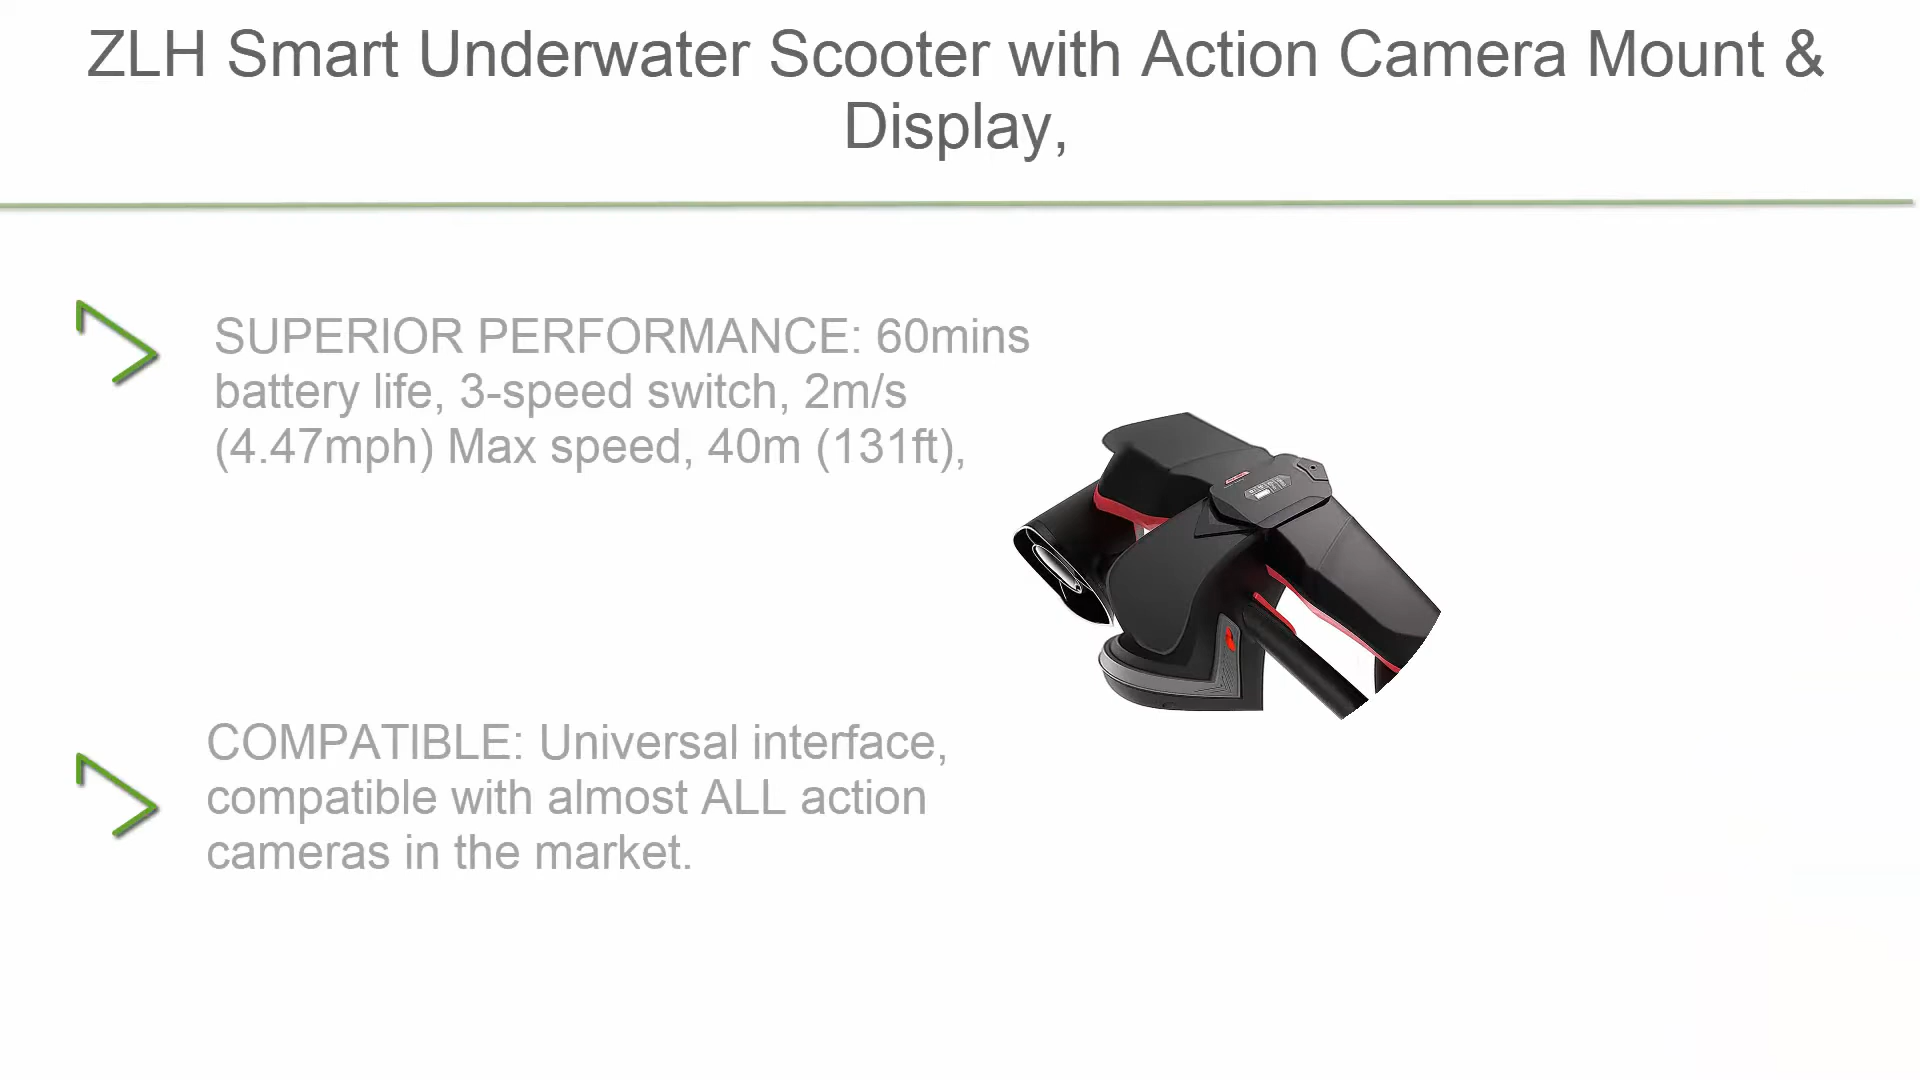 ZLH Smart Underwater Scooter with Action Camera Mount &
Display,
SUPERIOR PERFORMANCE: 60mins
battery life, 3-speed switch, 2m/s
(4.47mph) Max speed, 40m (131ft),
COMPATIBLE: Universal interface,
compatible with almost ALL action
cameras in the market.